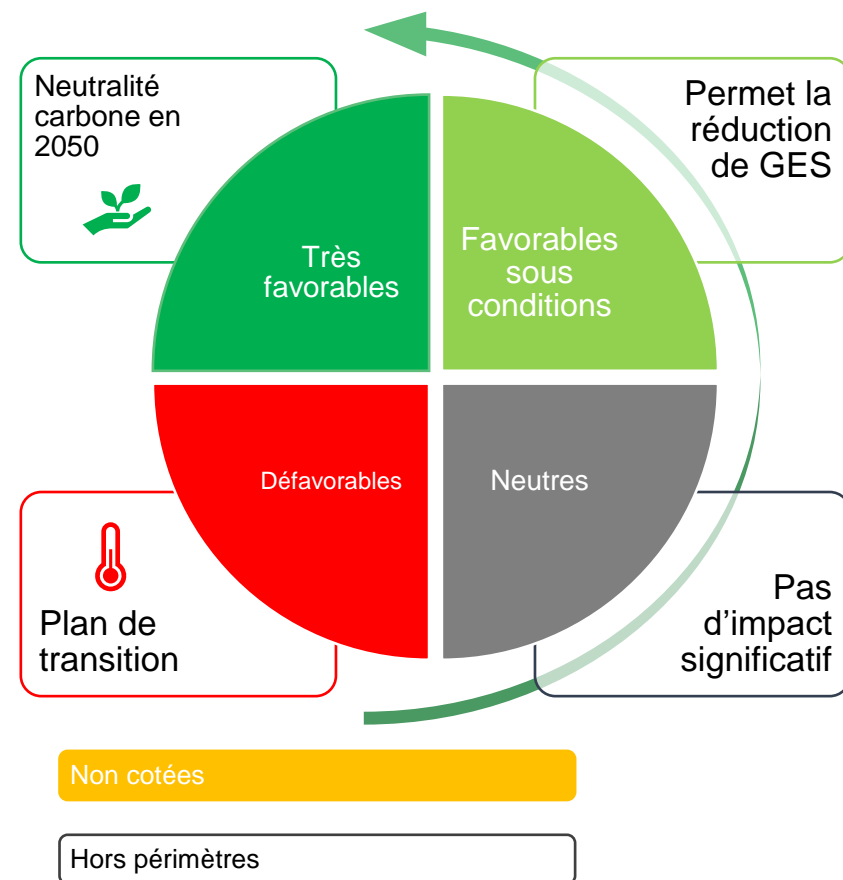 Neutralité
carbone en
2050
Permet la
réduction
de GES
Très
favorables
Favorables
sous
conditions
Défavorables
Neutres
Plan de
transition
Pas
d’impact
significatif
Non cotées
Hors périmètres